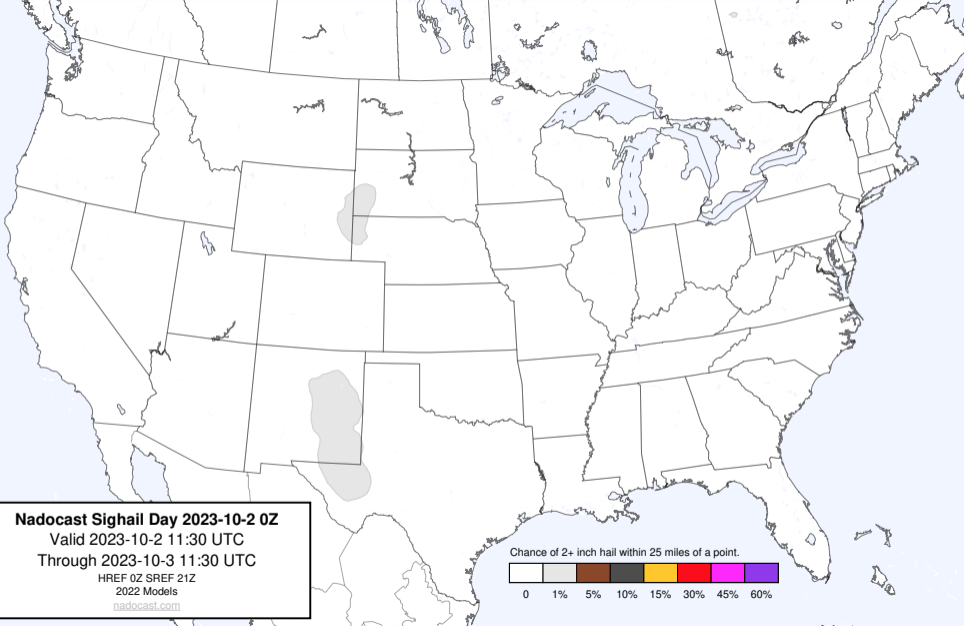 Nadocast Sighail Day 2023-10-2 0Z
Valid 2023-10-2 11:30 UTC
Through 2023-10-3 11:30 UTC
HREF 0Z SREF 21Z
2022 Models
nadocast.com
Chance of 2+ inch hail within 25 miles of a point.
0 1% 5% 10% 15% 30% 45% 60%